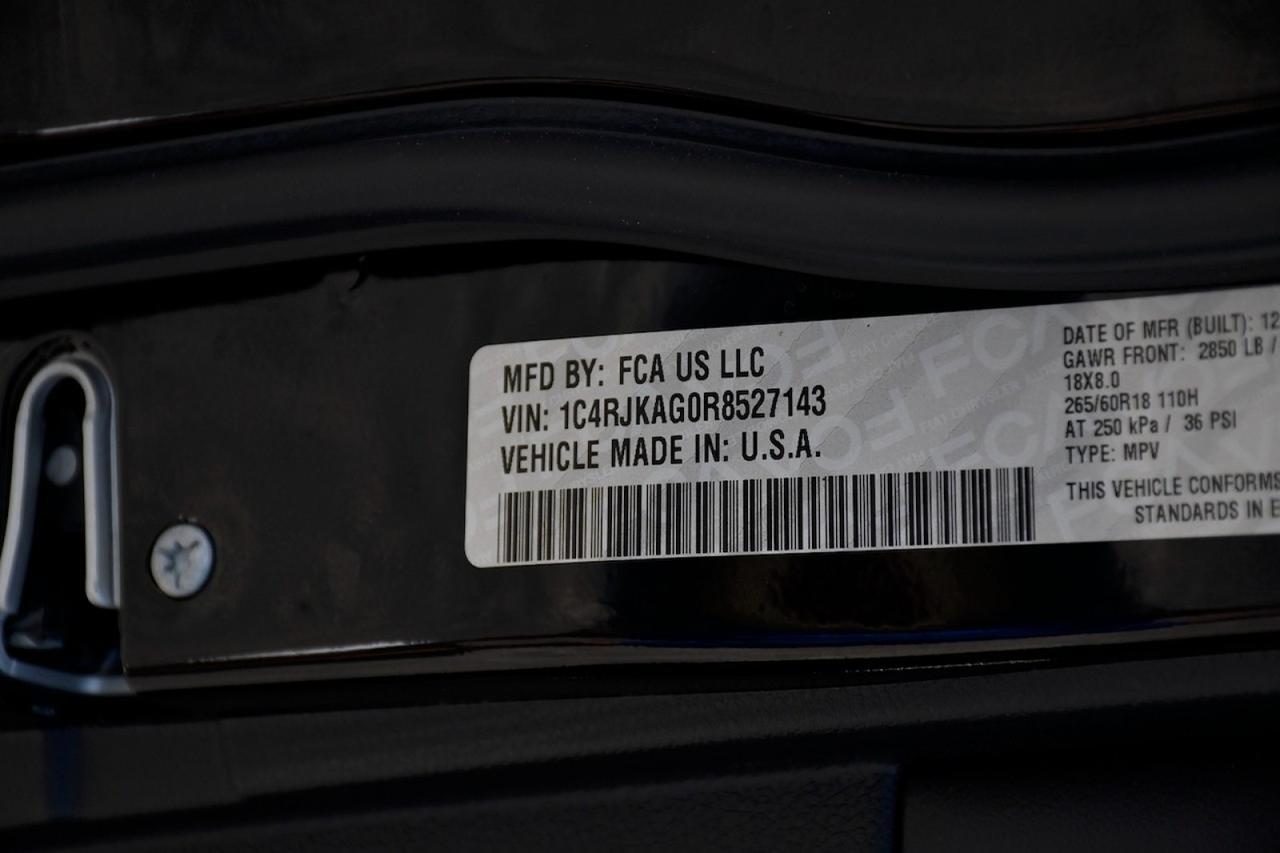 MFD BY: FCA US LLC
VIN: 1C4RJKAG0R8527143
VEHICLE MADE IN: U.S.A.
DATE OF MFR (BUILT): 12
GAWR FRONT: 2850 LB /
18X8.0
265/60R18 110H
AT 250 kPa / 36 PSI
TYPE: MPV
THIS VEHICLE CONFORMS
STANDARDS IN E